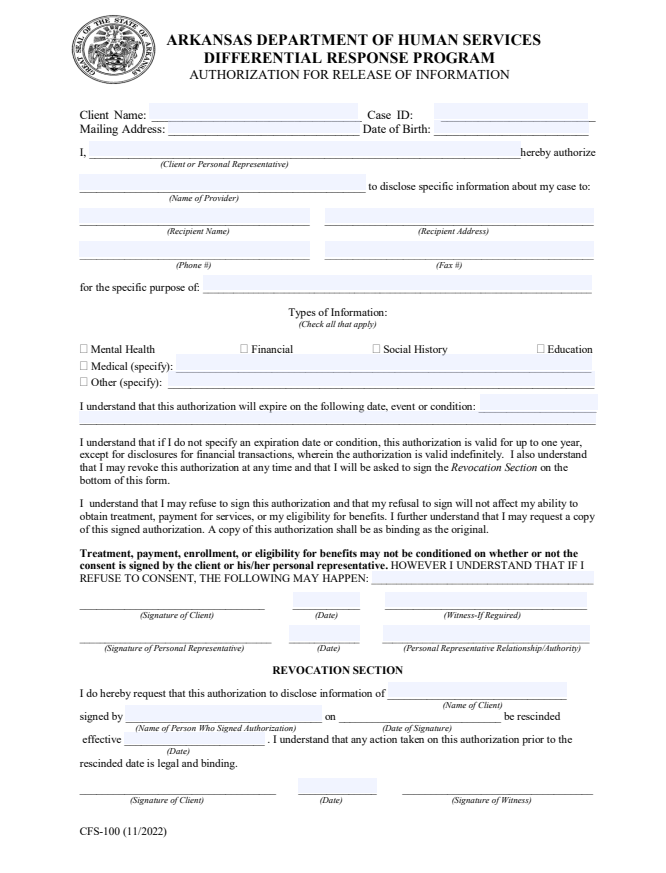 GREAT SEAL OF THE STATE OF ARKANSAS
ARKANSAS DEPARTMENT OF HUMAN SERVICES
DIFFERENTIAL RESPONSE PROGRAM
AUTHORIZATION FOR RELEASE OF INFORMATION
Client Name: Case ID:
Mailing Address: Date of Birth:
I, hereby authorize
(Client or Personal Representative)
to disclose specific information about my case to:
(Name of Provider)
(Recipient Name) (Recipient Address)
(Phone #) (Fax #)
for the specific purpose of:
Types of Information:
(Check all that apply)
☐ Mental Health ☐ Financial ☐ Social History ☐ Education
☐ Medical (specify):
☐ Other (specify):
I understand that this authorization will expire on the following date, event or condition:
I understand that if I do not specify an expiration date or condition, this authorization is valid for up to one year,
except for disclosures for financial transactions, wherein the authorization is valid indefinitely. I also understand
that I may revoke this authorization at any time and that I will be asked to sign the Revocation Section on the
bottom of this form.
I understand that I may refuse to sign this authorization and that my refusal to sign will not affect my ability to
obtain treatment, payment for services, or my eligibility for benefits. I further understand that I may request a copy
of this signed authorization. A copy of this authorization shall be as binding as the original.
Treatment, payment, enrollment, or eligibility for benefits may not be conditioned on whether or not the
consent is signed by the client or his/her personal representative. HOWEVER I UNDERSTAND THAT IF I
REFUSE TO CONSENT, THE FOLLOWING MAY HAPPEN:
(Signature of Client) (Date) (Witness-If Reguired)
(Signature of Personal Representative) (Date) (Personal Representative Relationship/Authority)
REVOCATION SECTION
I do hereby request that this authorization to disclose information of
(Name of Client)
signed by on be rescinded
(Name of Person Who Signed Authorization) (Date of Signature)
effective . I understand that any action taken on this authorization prior to the
(Date)
rescinded date is legal and binding.
(Signature of Client) (Date) (Signature of Witness)
CFS-100 (11/2022)